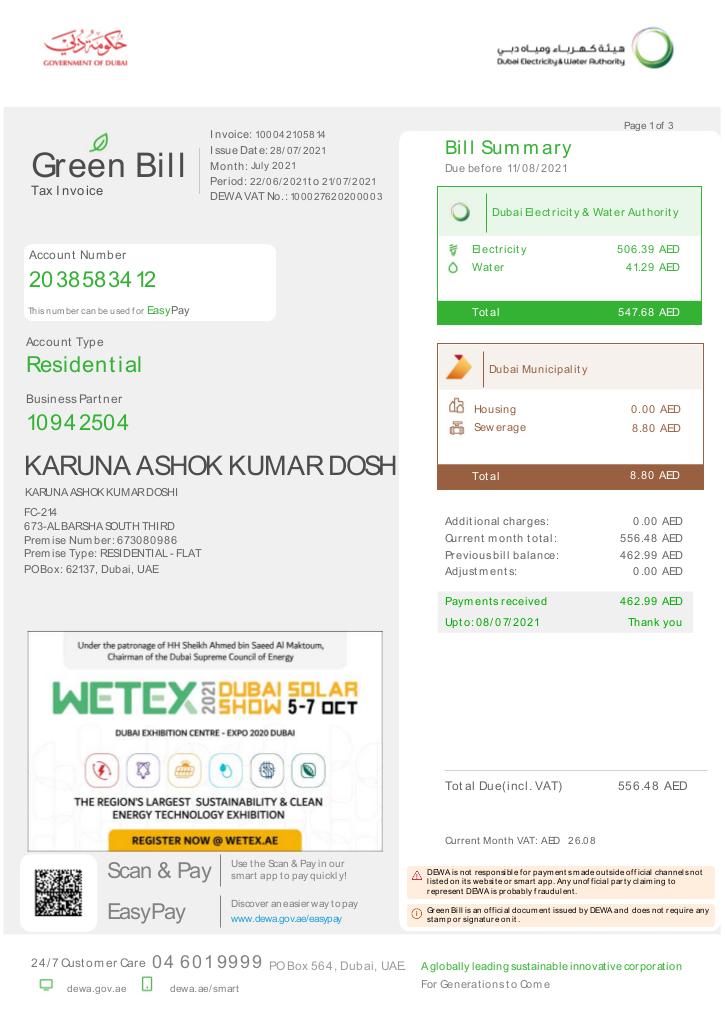 حكومة دبي
GOVERNMENT OF DUBAI
هيئة كهرباء ومياه دبي
Dubai Electricity & Water Authority
Page 1 of 3
Green Bill
Tax Invoice
Invoice: 100042105814
Issue Date: 28/07/2021
Month: July 2021
Period: 22/06/2021 to 21/07/2021
DEWA VAT No.: 100027620200003
Account Number
2038583412
This number can be used for EasyPay
Account Type
Residential
Business Partner
10942504
KARUNA ASHOK KUMAR DOSH
KARUNA ASHOK KUMAR DOSHI
FC-214
673-AL BARSHA SOUTH THIRD
Premise Number: 673080986
Premise Type: RESIDENTIAL - FLAT
PO Box: 62137, Dubai, UAE
Under the patronage of HH Sheikh Ahmed bin Saeed Al Maktoum,
Chairman of the Dubai Supreme Council of Energy
WETEX 2021 DUBAI SOLAR
SHOW 5-7 OCT
DUBAI EXHIBITION CENTRE - EXPO 2020 DUBAI
THE REGION'S LARGEST SUSTAINABILITY & CLEAN
ENERGY TECHNOLOGY EXHIBITION
REGISTER NOW @ WETEX.AE
Scan & Pay
Use the Scan & Pay in our
smart app to pay quickly!
EasyPay
Discover an easier way to pay
www.dewa.gov.ae/easypay
Bill Summary
Due before 11/08/2021
Dubai Electricity & Water Authority
Electricity 506.39 AED
Water 41.29 AED
Total 547.68 AED
Dubai Municipality
Housing 0.00 AED
Sewerage 8.80 AED
Total 8.80 AED
Additional charges: 0.00 AED
Current month total: 556.48 AED
Previous bill balance: 462.99 AED
Adjustments: 0.00 AED
Payments received 462.99 AED
Up to: 08/07/2021 Thank you
Total Due(incl. VAT) 556.48 AED
Current Month VAT: AED 26.08
DEWA is not responsible for payments made outside official channels not
listed on its website or smart app. Any unofficial party claiming to
represent DEWA is probably fraudulent.
Green Bill is an official document issued by DEWA and does not require any
stamp or signature on it.
24/7 Customer Care 04 6019999 PO Box 564, Dubai, UAE
dewa.gov.ae dewa.ae/smart
A globally leading sustainable innovative corporation
For Generations to Come